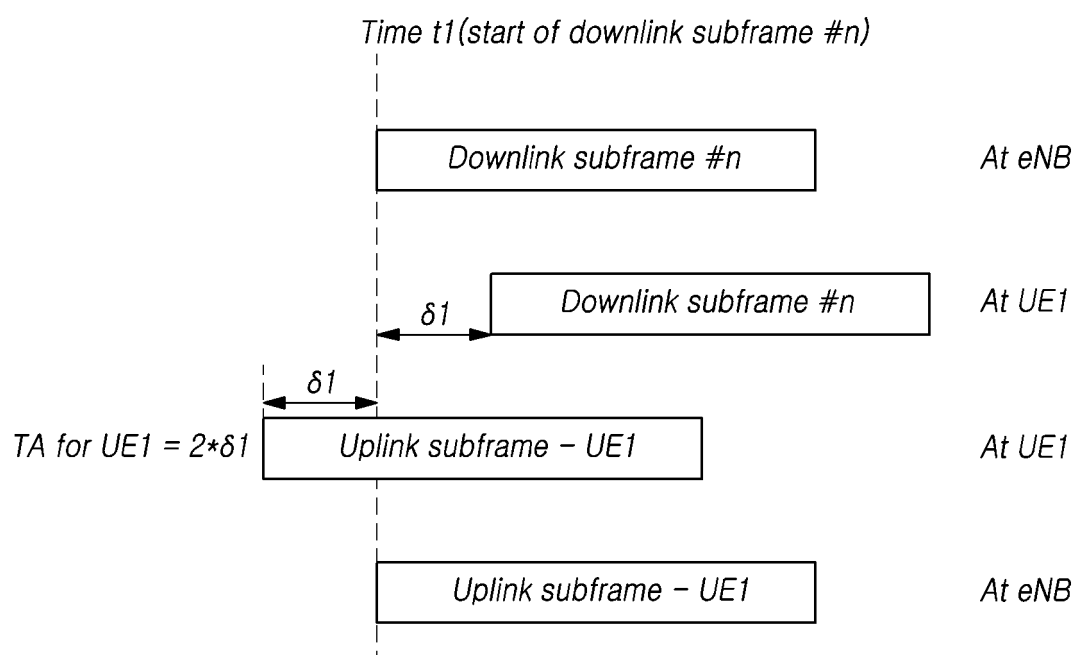 Time t1(start of downlink subframe #n)
Downlink subframe #n At eNB
Downlink subframe #n At UE1
δ1
δ1
TA for UE1 = 2*δ1 Uplink subframe – UE1 At UE1
Uplink subframe – UE1 At eNB